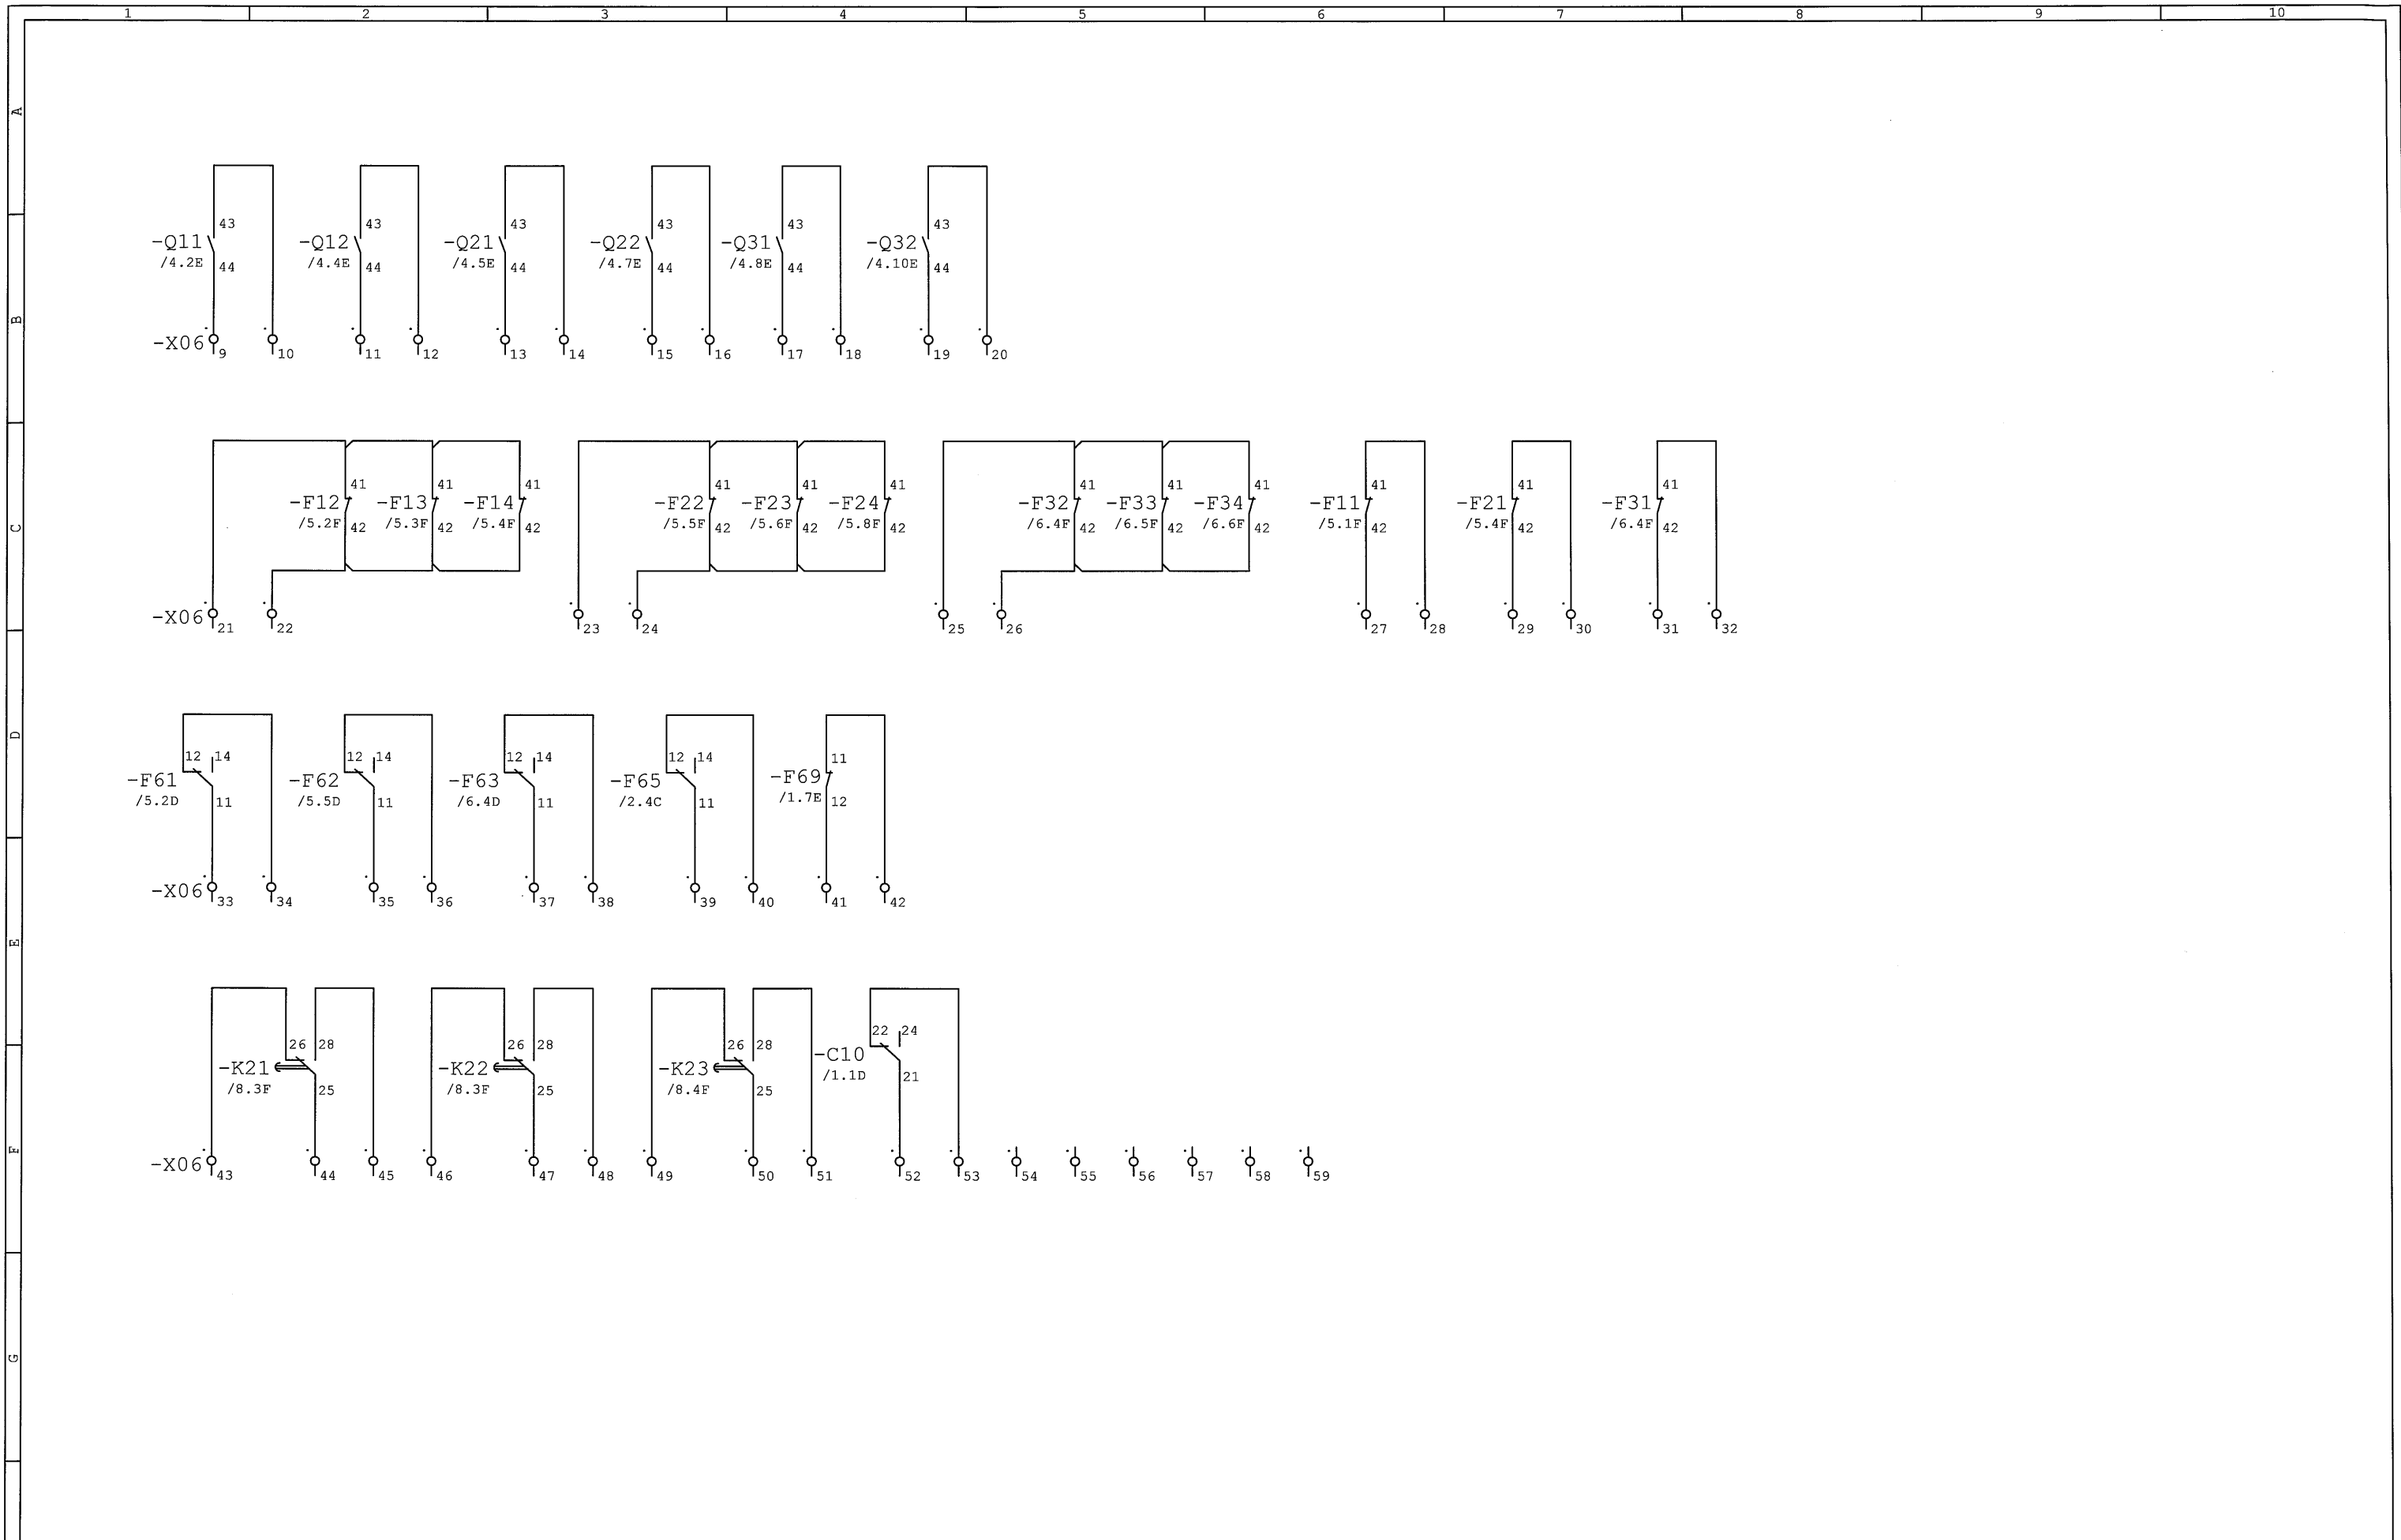 1 2 3 4 5 6 7 8 9 10
A
43 43 43 43 43 43
-Q11 -Q12 -Q21 -Q22 -Q31 -Q32
/4.2E /4.4E /4.5E /4.7E /4.8E /4.10E
44 44 44 44 44 44
B
-X06 9 10 11 12 13 14 15 16 17 18 19 20
41 41 41 41 41 41 41 41 41 41 41 41
-F12 -F13 -F14 -F22 -F23 -F24 -F32 -F33 -F34 -F11 -F21 -F31
/5.2F /5.3F /5.4F /5.5F /5.6F /5.8F /6.4F /6.5F /6.6F /5.1F /5.4F /6.4F
42 42 42 42 42 42 42 42 42 42 42 42
C
-X06 21 22 23 24 25 26 27 28 29 30 31 32
D
12 14 12 14 12 14 12 14 11
-F61 -F62 -F63 -F65 -F69
/5.2D /5.5D /6.4D /2.4C /1.7E
11 11 11 11 12
-X06 33 34 35 36 37 38 39 40 41 42
E
26 28 26 28 26 28 22 24
-K21 -K22 -K23 -C10
/8.3F /8.3F /8.4F /1.1D
25 25 25 21
F
-X06 43 44 45 46 47 48 49 50 51 52 53 54 55 56 57 58 59
G